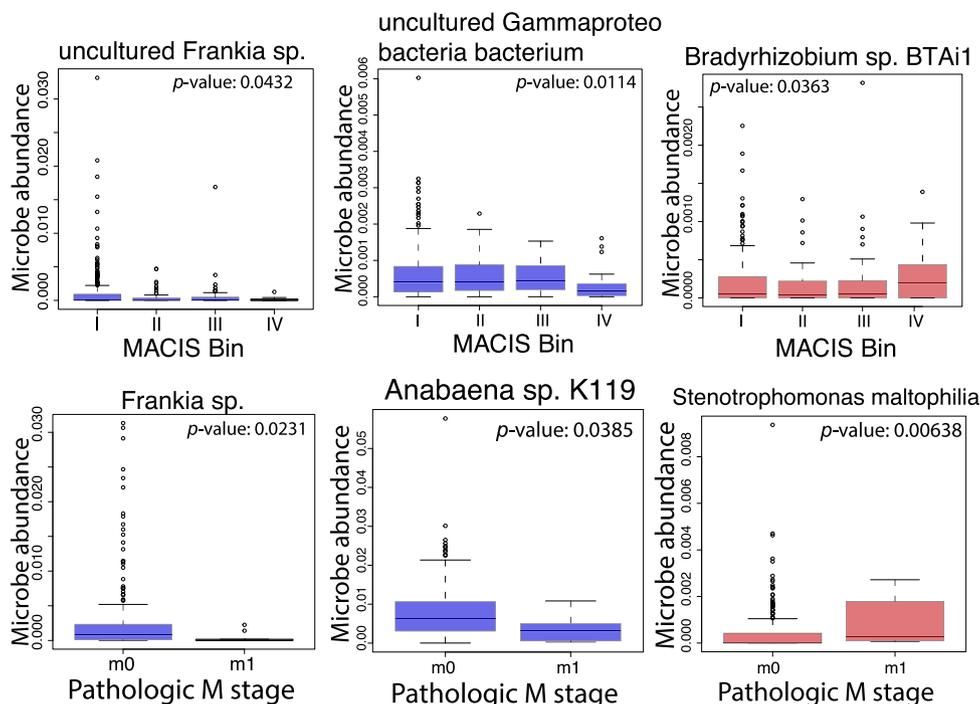 uncultured Frankia sp.
p-value: 0.0432
Microbe abundance
0.000 0.010 0.020 0.030
I II III IV
MACIS Bin
uncultured Gammaproteo
bacteria bacterium
p-value: 0.0114
Microbe abundance
0.000 0.001 0.002 0.003 0.004 0.005 0.006
I II III IV
MACIS Bin
Bradyrhizobium sp. BTAi1
p-value: 0.0363
Microbe abundance
0.0000 0.0010 0.0020
I II III IV
MACIS Bin
Frankia sp.
p-value: 0.0231
Microbe abundance
0.000 0.010 0.020 0.030
m0 m1
Pathologic M stage
Anabaena sp. K119
p-value: 0.0385
Microbe abundance
0.00 0.01 0.02 0.03 0.04 0.05
m0 m1
Pathologic M stage
Stenotrophomonas maltophilia
p-value: 0.00638
Microbe abundance
0.000 0.002 0.004 0.006 0.008
m0 m1
Pathologic M stage